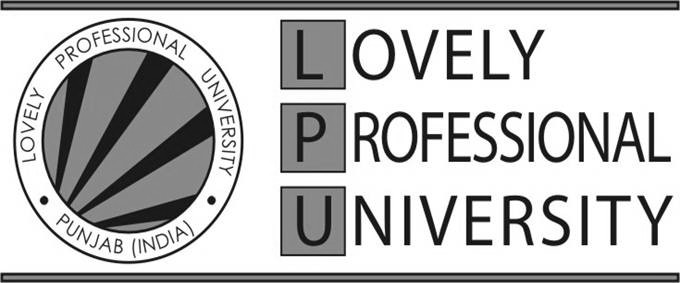 LOVELY PROFESSIONAL UNIVERSITY
• PUNJAB (INDIA) •
LOVELY
PROFESSIONAL
UNIVERSITY